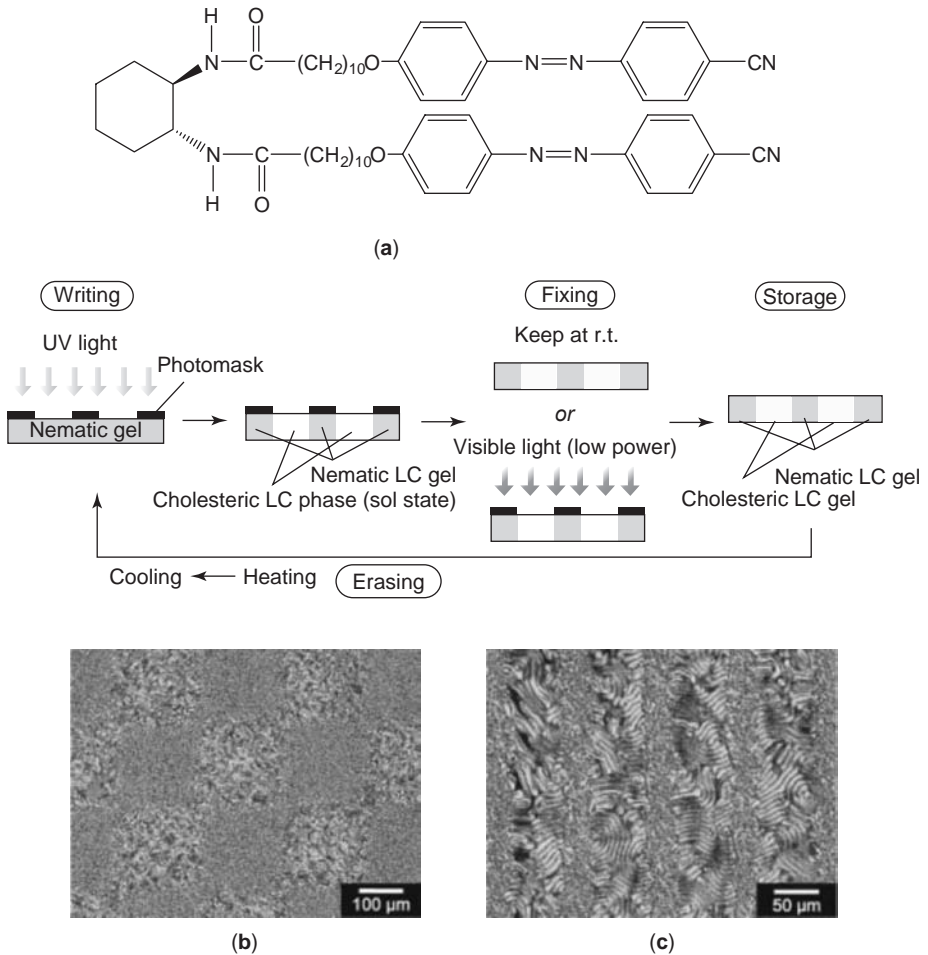 H
O
N
C
(CH2)10O
N
N
CN
N
C
(CH2)10O
N
N
CN
H
O
(a)
Writing
Fixing
Storage
UV light
Keep at r.t.
Photomask
Nematic gel
or
Visible light (low power)
Nematic LC gel
Cholesteric LC phase (sol state)
Nematic LC gel
Cholesteric LC gel
Cooling
Heating
Erasing
100 µm
50 µm
(b)
(c)